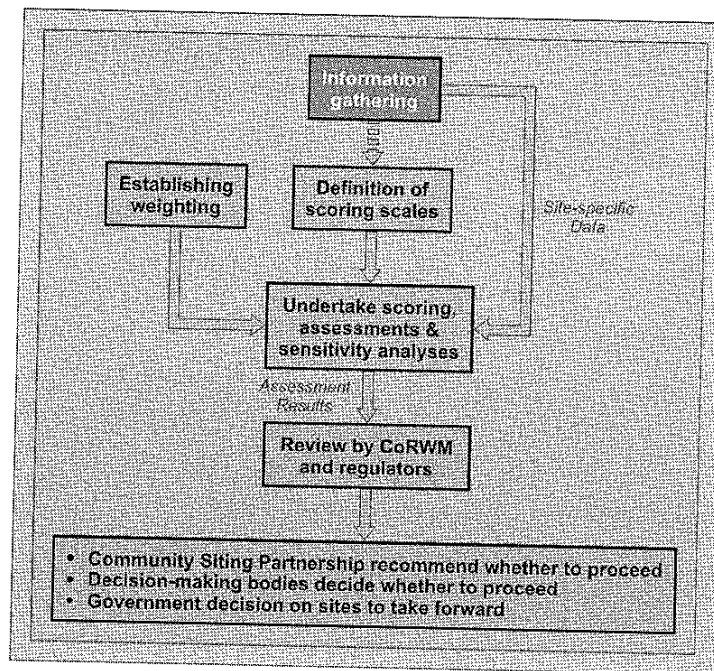 Information
gathering
Establishing
weighting
Definition of
scoring scales
Site-specific
Data
Undertake scoring,
assessments &
sensitivity analyses
Assessment
Results
Review by CoRWM
and regulators
• Community Siting Partnership recommend whether to proceed
• Decision-making bodies decide whether to proceed
• Government decision on sites to take forward